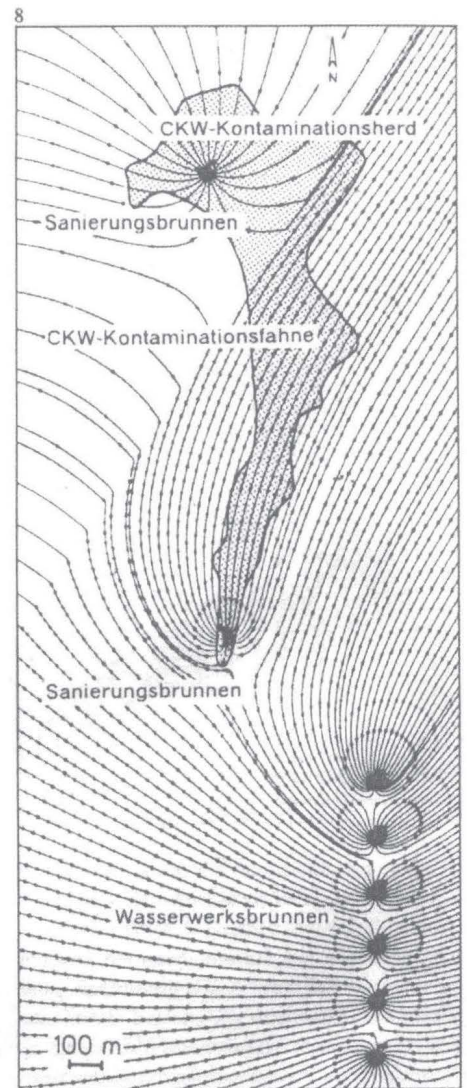 8
N
CKW-Kontaminationsherd
Sanierungsbrunnen
CKW-Kontaminationsfahne
Sanierungsbrunnen
Wasserwerksbrunnen
100 m